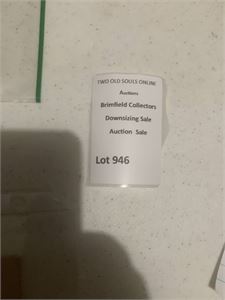 TWO OLD SOULS ONLINE
Auctions
Brimfield Collectors
Downsizing Sale
Auction Sale
Lot 946